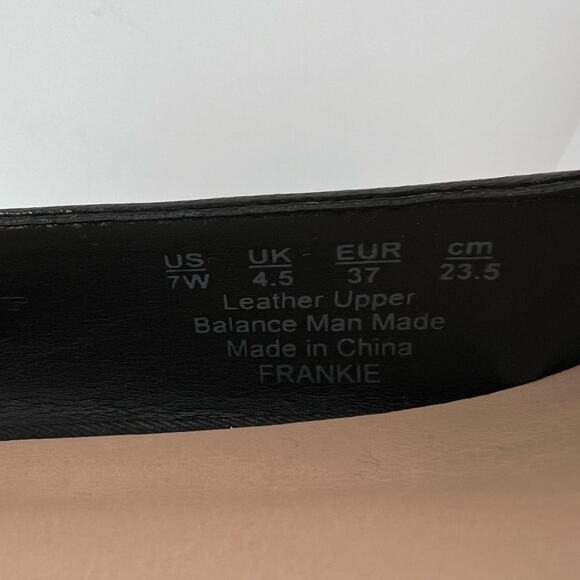 US UK EUR cm
7W 4.5 37 23.5
Leather Upper
Balance Man Made
Made in China
FRANKIE